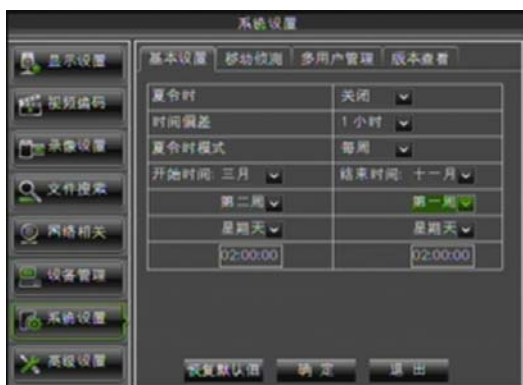 系统设置
显示设置
视频编码
录像设置
文件搜索
网络相关
设备管理
系统设置
高级设置
基本设置 移动侦测 多用户管理 版本查看
夏令时 关闭
时间偏差 1 小时
夏令时模式 每周
开始时间: 三月 结束时间: 十一月
第二周 第一周
星期天 星期天
02:00:00 02:00:00
恢复默认值 确 定 退 出